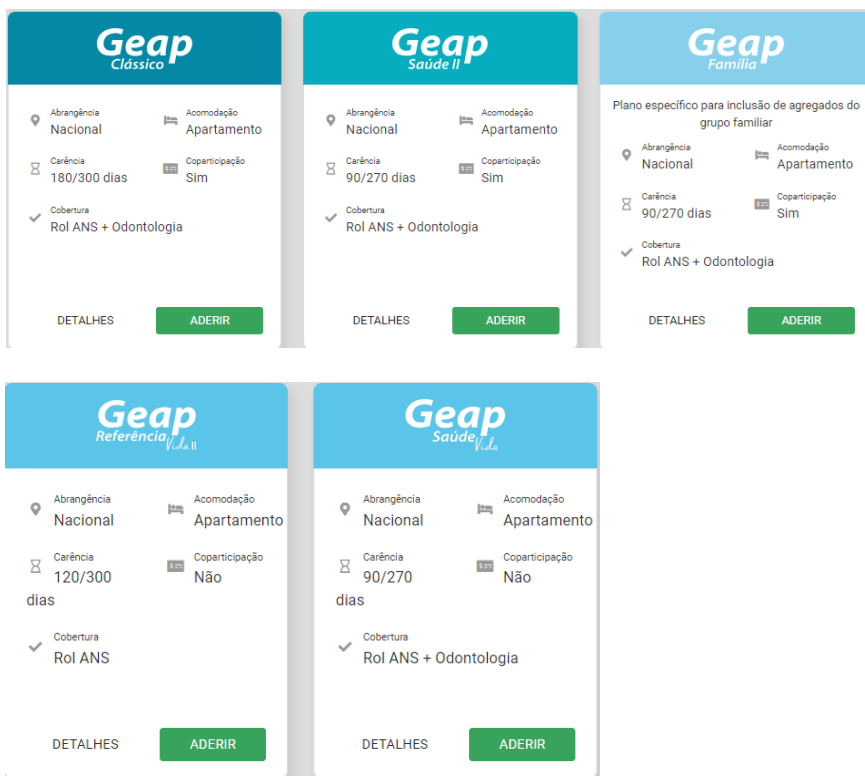 Geap
Clássico
Abrangência
Nacional
Acomodação
Apartamento
Carência
180/300 dias
Coparticipação
Sim
Cobertura
Rol ANS + Odontologia
DETALHES
ADERIR
Geap
Saúde II
Abrangência
Nacional
Acomodação
Apartamento
Carência
90/270 dias
Coparticipação
Sim
Cobertura
Rol ANS + Odontologia
DETALHES
ADERIR
Geap
Família
Plano específico para inclusão de agregados do
grupo familiar
Abrangência
Nacional
Acomodação
Apartamento
Carência
90/270 dias
Coparticipação
Sim
Cobertura
Rol ANS + Odontologia
DETALHES
ADERIR
Geap
Referência Vida II
Abrangência
Nacional
Acomodação
Apartamento
Carência
120/300
dias
Coparticipação
Não
Cobertura
Rol ANS
DETALHES
ADERIR
Geap
Saúde Vida
Abrangência
Nacional
Acomodação
Apartamento
Carência
90/270
dias
Coparticipação
Não
Cobertura
Rol ANS + Odontologia
DETALHES
ADERIR